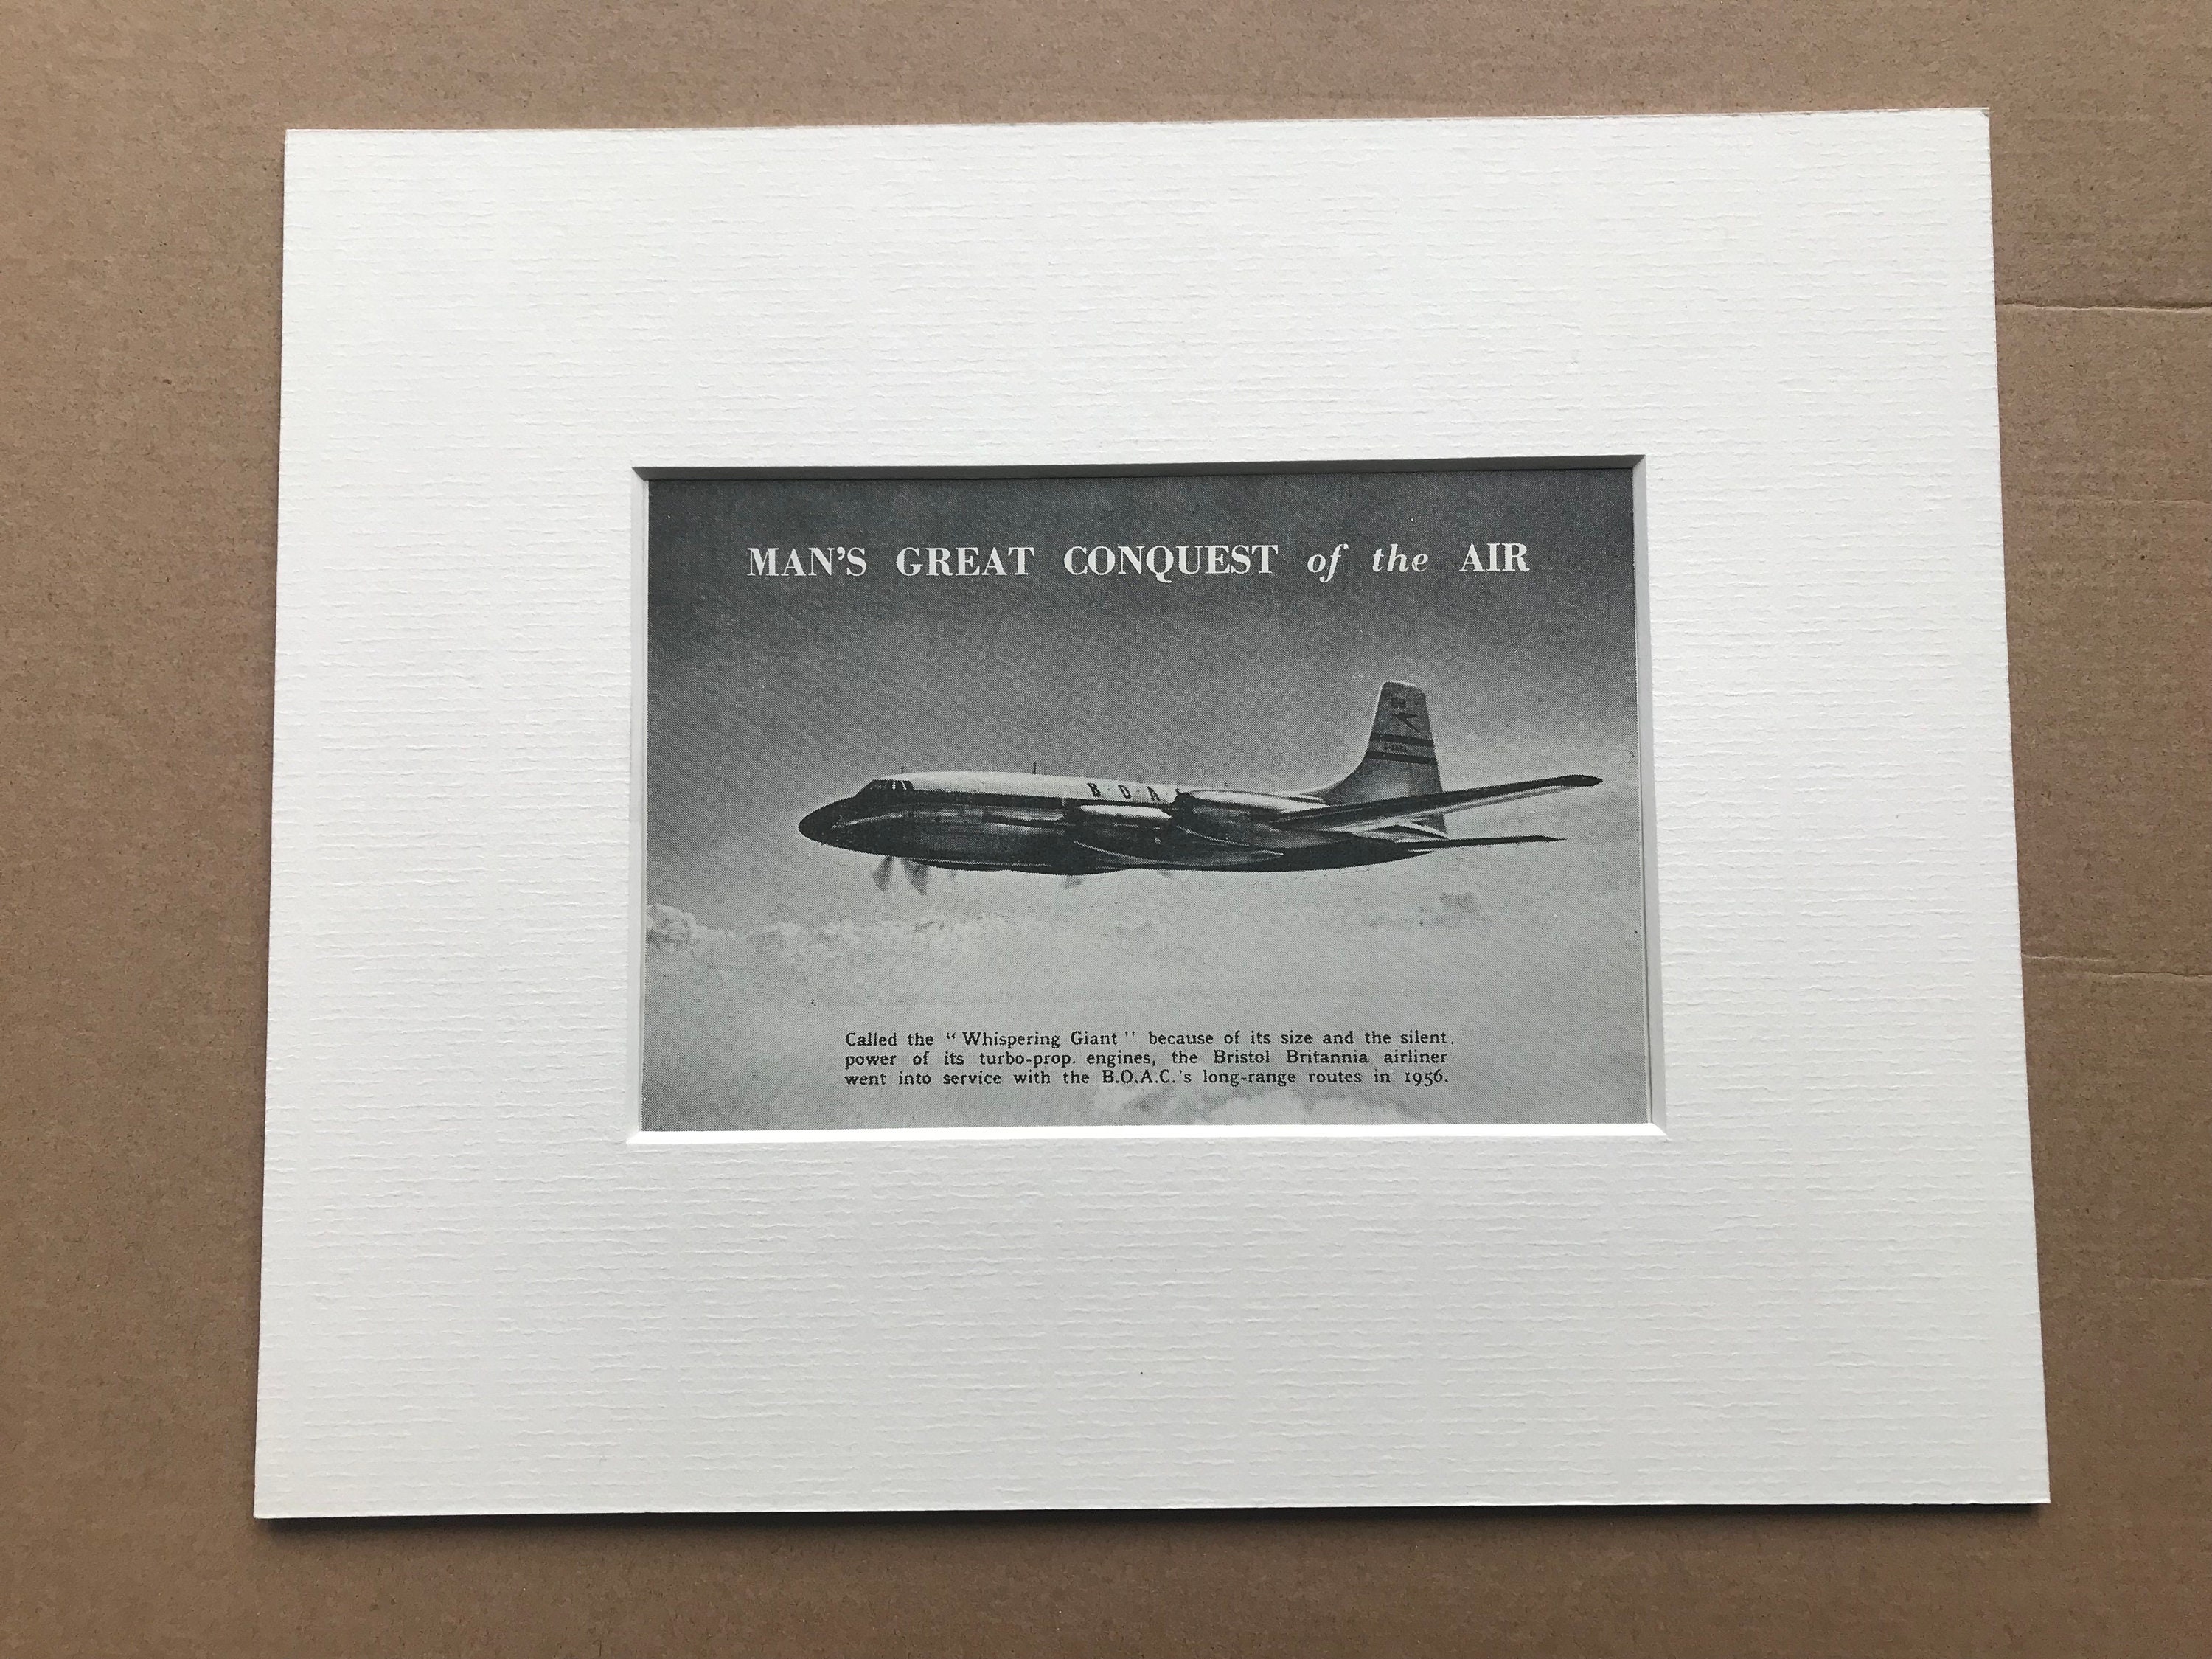 MAN'S GREAT CONQUEST of the AIR
B O A
Called the “ Whispering Giant ” because of its size and the silent.
power of its turbo-prop. engines, the Bristol Britannia airliner
went into service with the B.O.A.C.'s long-range routes in 1956.